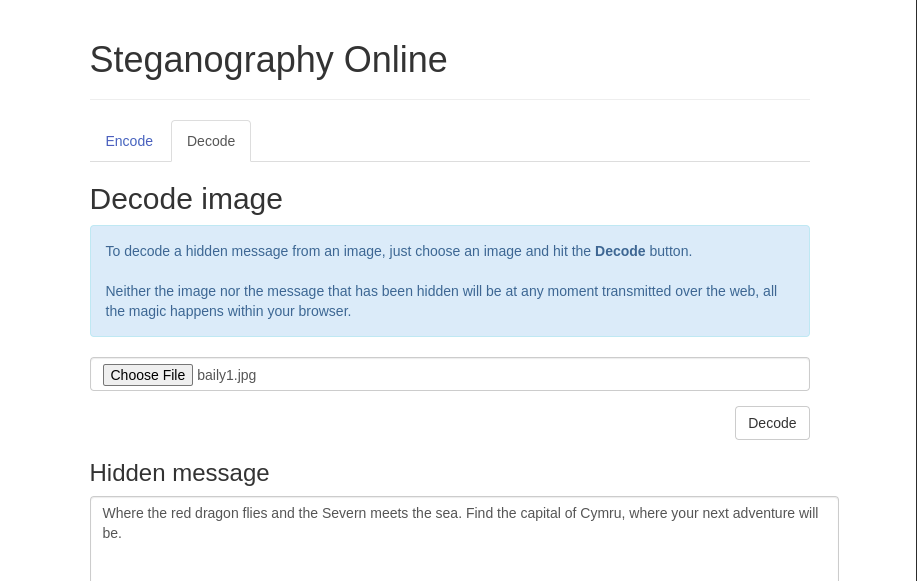 Steganography Online
Encode
Decode
Decode image
To decode a hidden message from an image, just choose an image and hit the Decode button.
Neither the image nor the message that has been hidden will be at any moment transmitted over the web, all
the magic happens within your browser.
Choose File baily1.jpg
Decode
Hidden message
Where the red dragon flies and the Severn meets the sea. Find the capital of Cymru, where your next adventure will
be.